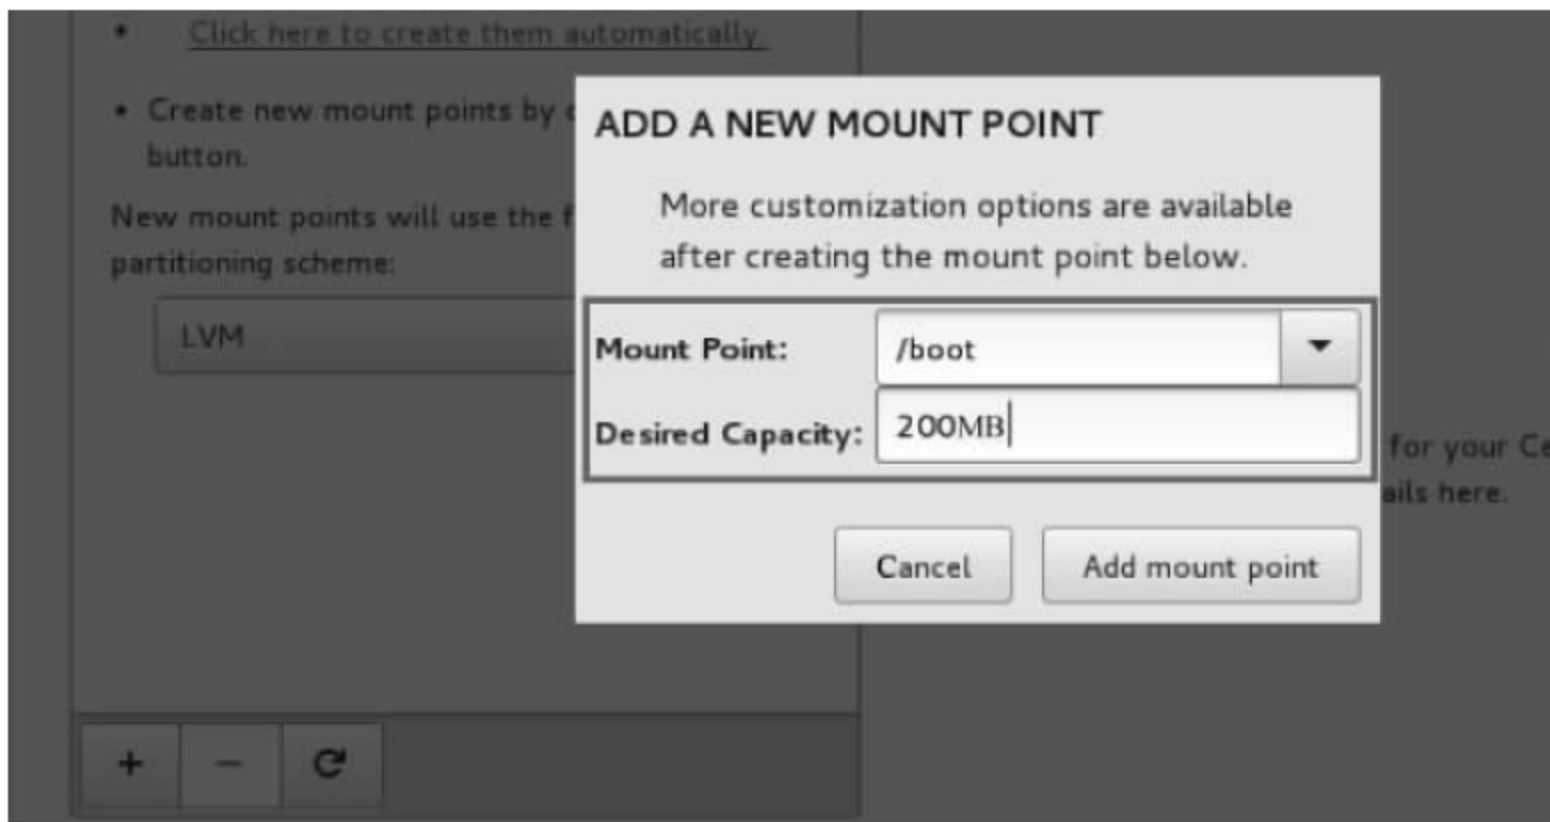 Click here to create them automatically.
• Create new mount points by
button.
New mount points will use the
partitioning scheme:
LVM
ADD A NEW MOUNT POINT
More customization options are available
after creating the mount point below.
Mount Point:
/boot
Desired Capacity:
200MB
for your
here.
Cancel
Add mount point
+
−